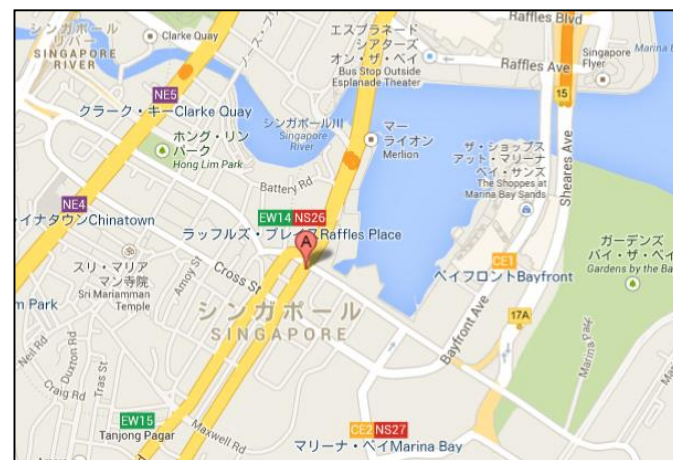 シンガポール
リバー
SINGAPORE
RIVER
Clarke Quay
エスプラネード
シアターズ
オン・ザ・ベイ
Bus Stop Outside
Esplanade Theater
Raffles Blvd
Raffles Ave
Singapore
Flyer
15
Sheares Ave
NE5
クラーク・キーClarke Quay
ホング・リン
パーク
Hong Lim Park
シンガポール川
Singapore
River
マー
ライオン
Merlion
ザ・ショップス
アット・マリーナ
ベイ・サンズ
The Shoppes at
Marina Bay Sands
Battery Rd
NE4
イナタウンChinatown
EW14 NS26
ラッフルズ・プレイスRaffles Place
A
ガーデンズ
バイ・ザ・ベイ
Gardens by the Ba
CE1
ベイフロントBayfront
スリ・マリア
マン寺院
Sri Mariamman
Temple
Amoy St
Cross St
シンガポール
SINGAPORE
17A
Bayfront Ave
Marina Park
m Park
Neil Rd
Duxton Rd
Craig Rd
Tras St
EW15
Tanjong Pagar
Maxwell Rd
CE2 NS27
マリーナ・ベイMarina Bay